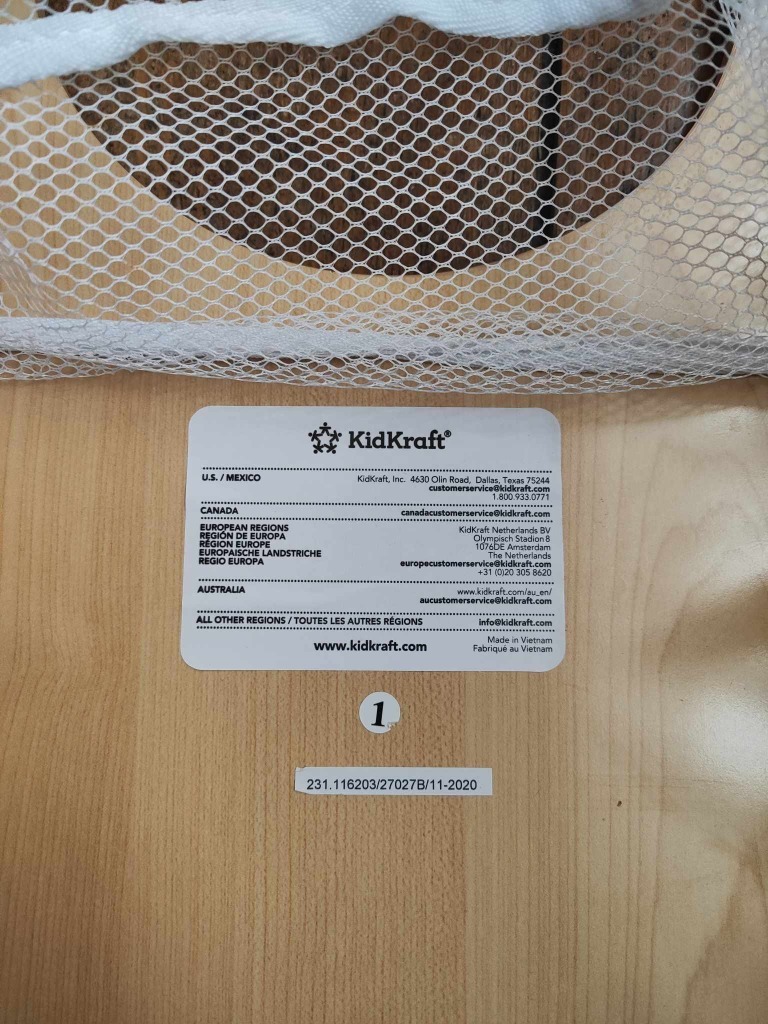 KidKraft®
U.S. / MEXICO KidKraft, Inc. 4630 Olin Road, Dallas, Texas 75244
customerservice@kidkraft.com
1.800.933.0771
CANADA canadacustomerservice@kidkraft.com
EUROPEAN REGIONS KidKraft Netherlands BV
REGIÓN DE EUROPA Olympisch Stadion 8
RÉGION EUROPE 1076DE Amsterdam
EUROPAISCHE LANDSTRICHE The Netherlands
REGIO EUROPA europecustomerservice@kidkraft.com
+31 (0)20 305 8620
AUSTRALIA www.kidkraft.com/au_en/
aucustomerservice@kidkraft.com
ALL OTHER REGIONS / TOUTES LES AUTRES RÉGIONS info@kidkraft.com
www.kidkraft.com Made in Vietnam
Fabriqué au Vietnam
1
231.116203/27027B/11-2020